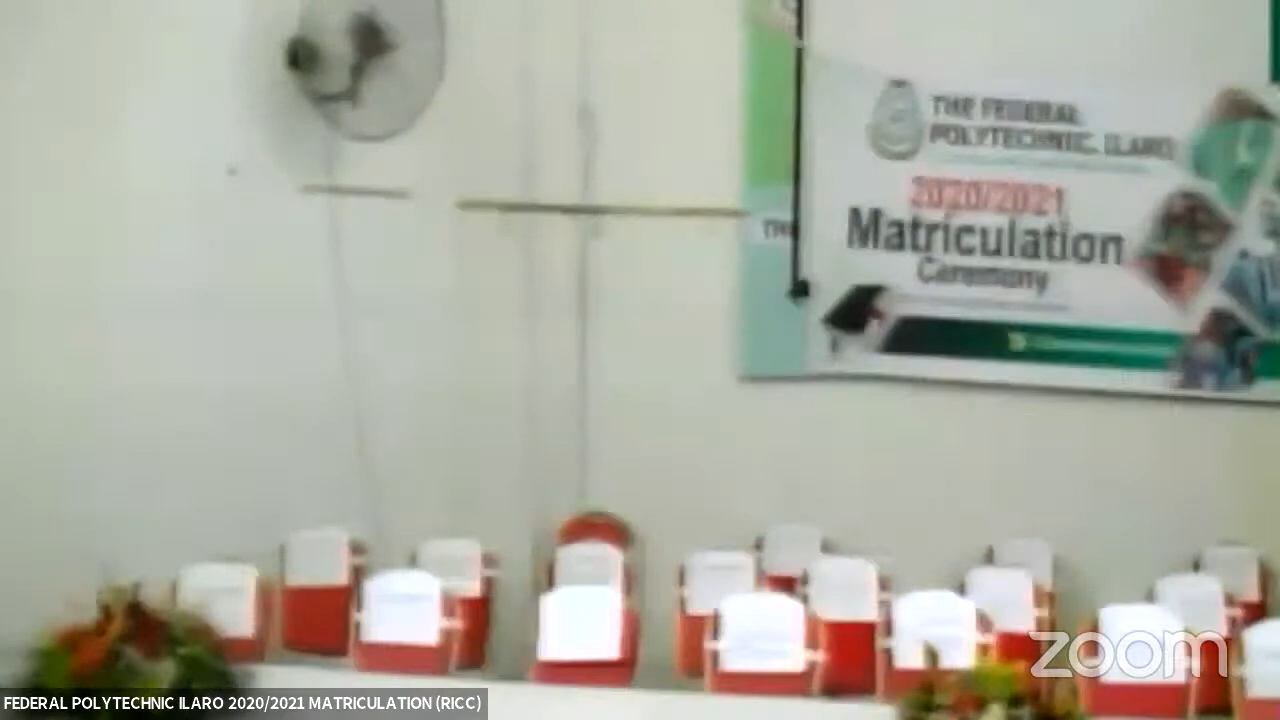 THE FEDERAL
POLYTECHNIC, ILARO
2020/2021
Matriculation
Ceremony
zoom
FEDERAL POLYTECHNIC ILARO 2020/2021 MATRICULATION (RICC)